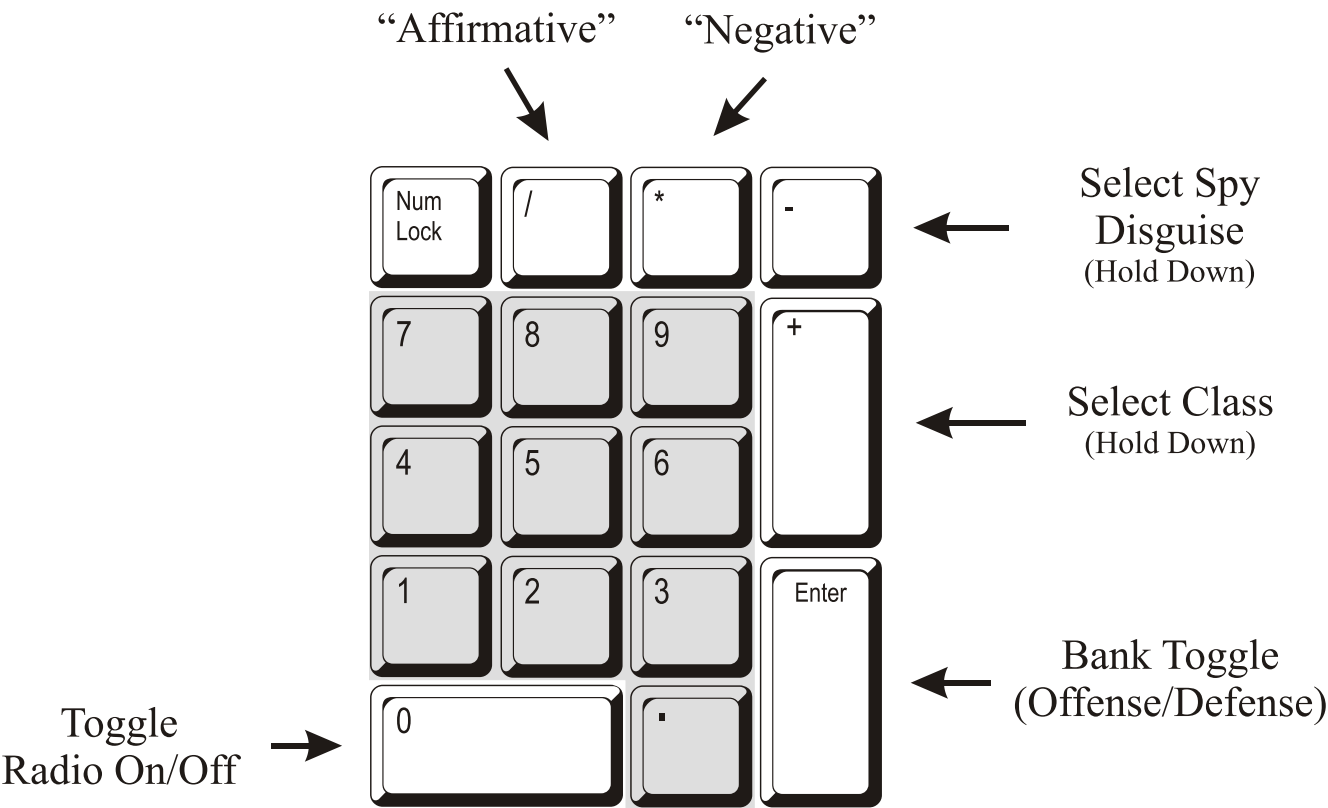 “Affirmative” “Negative”
Num
Lock
/
*
-
Select Spy
Disguise
(Hold Down)
7
8
9
+
Select Class
(Hold Down)
4
5
6
1
2
3
Enter
Bank Toggle
(Offense/Defense)
0
.
Toggle
Radio On/Off